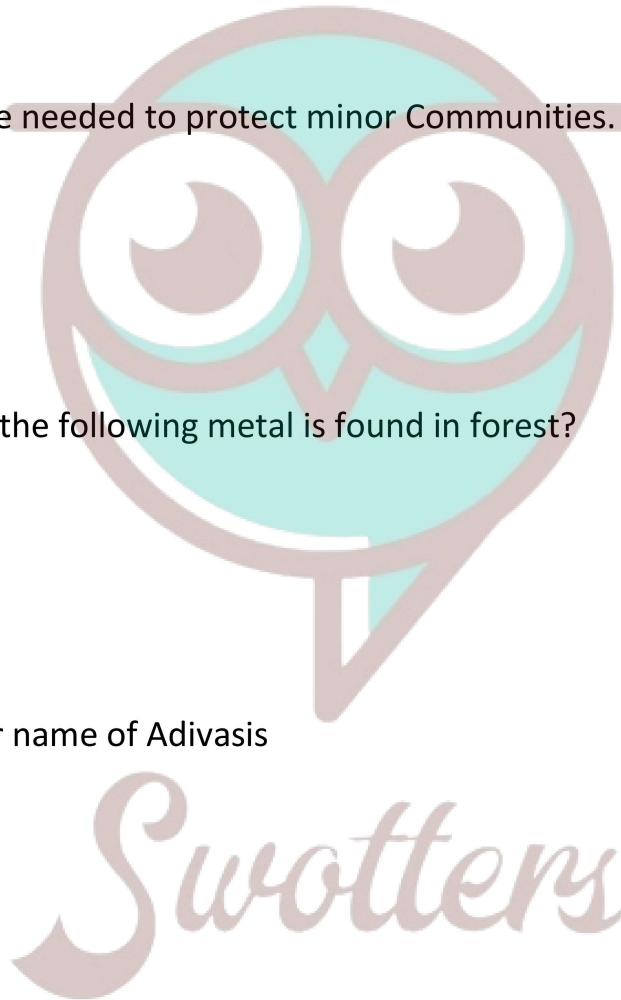 e needed to protect minor Communities.
the following metal is found in forest?
r name of Adivasis
Swotters